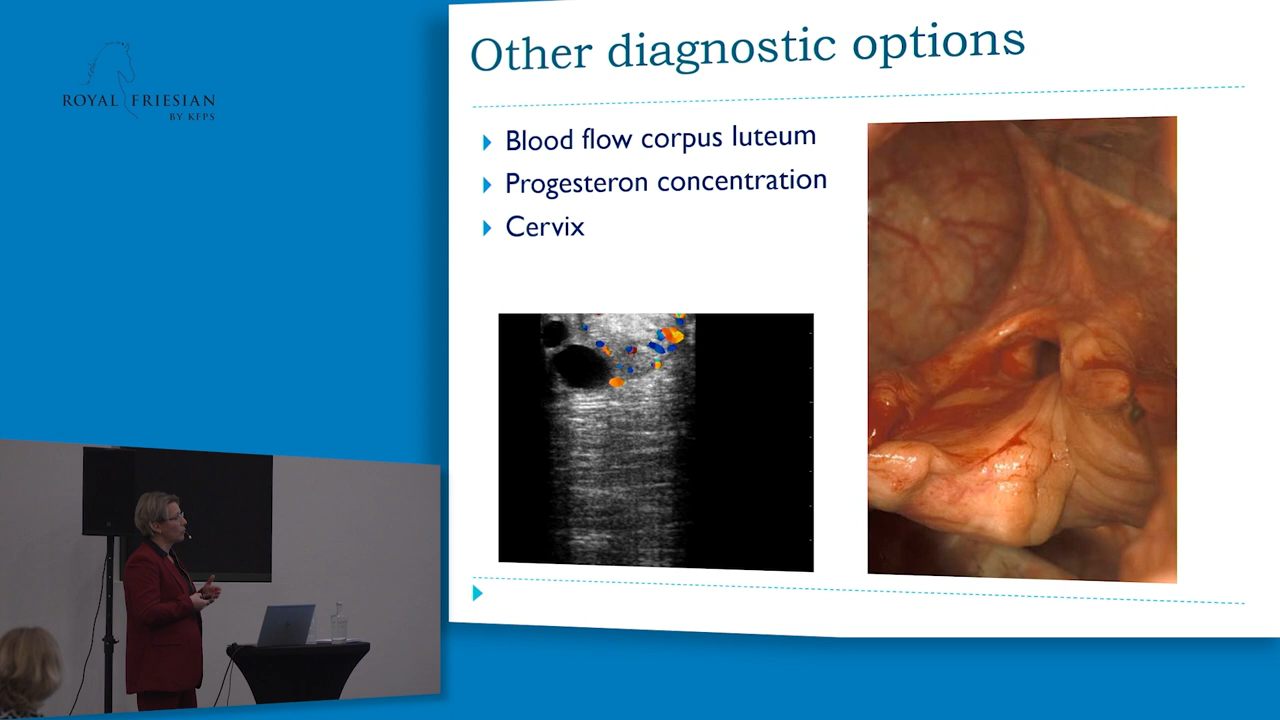 ROYAL FRIESIAN
BY KFPS
Other diagnostic options
Blood flow corpus luteum
Progesteron concentration
Cervix